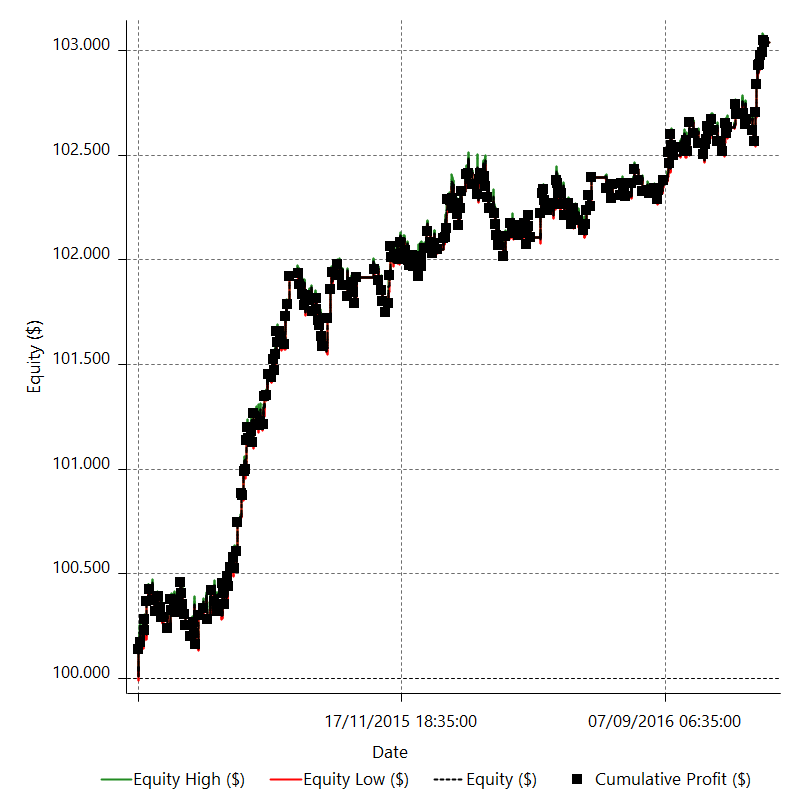 103.000
102.500
102.000
101.500
101.000
100.500
100.000
Equity ($)
17/11/2015 18:35:00 07/09/2016 06:35:00
Date
Equity High ($) Equity Low ($) Equity ($) Cumulative Profit ($)